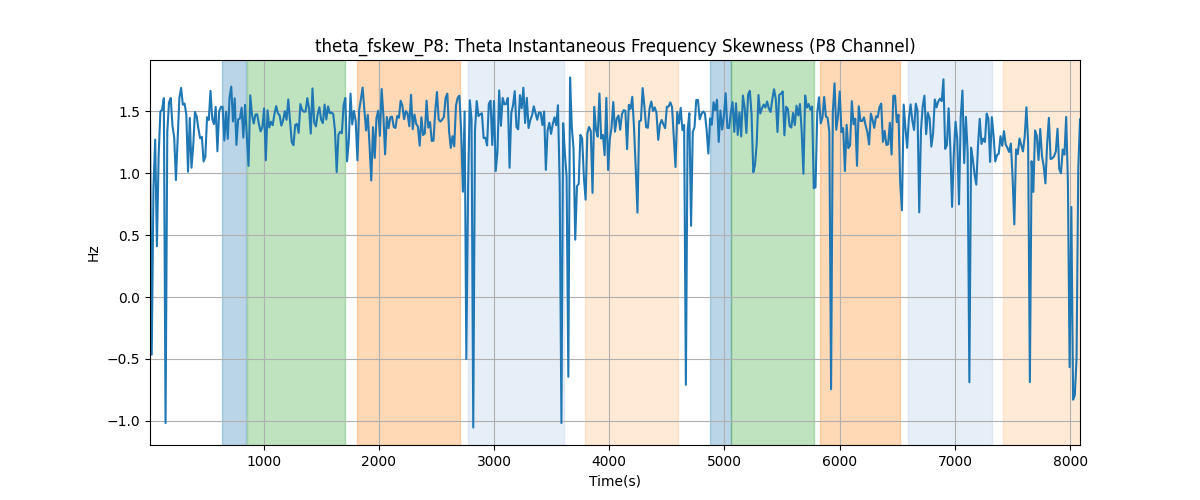 theta_fskew_P8: Theta Instantaneous Frequency Skewness (P8 Channel)
Hz
1.5
1.0
0.5
0.0
−0.5
−1.0
1000 2000 3000 4000 5000 6000 7000 8000
Time(s)